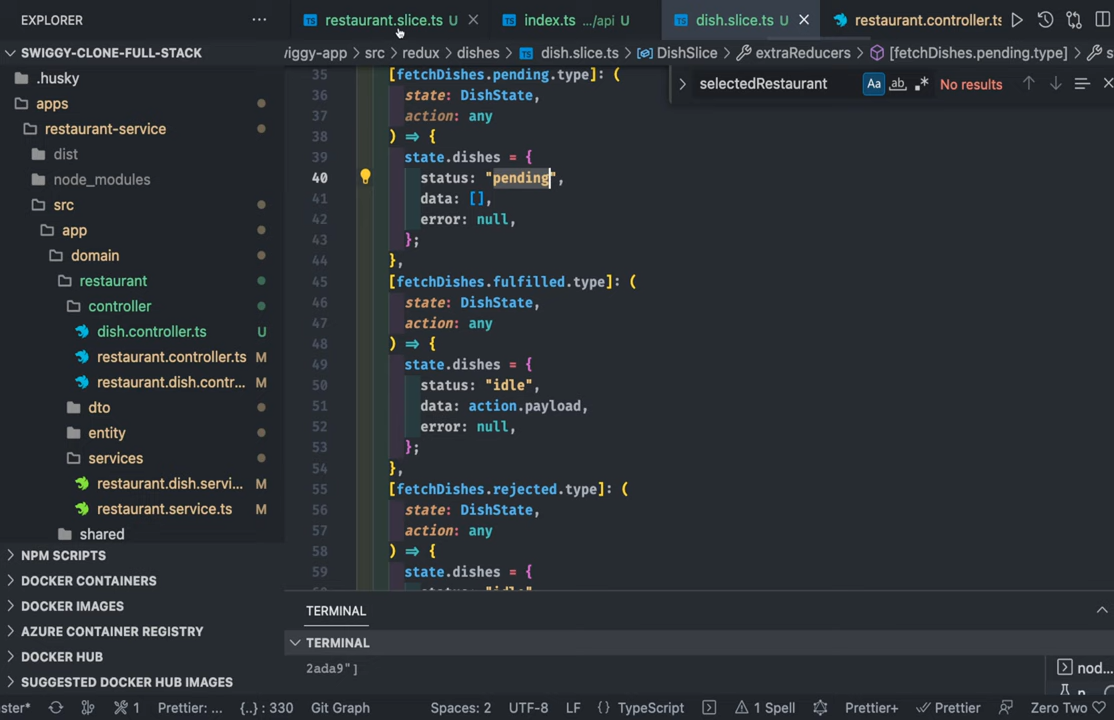 EXPLORER
SWIGGY-CLONE-FULL-STACK
.husky
apps
restaurant-service
dist
node_modules
src
app
domain
restaurant
controller
dish.controller.ts U
restaurant.controller.ts M
restaurant.dish.contr... M
dto
entity
services
restaurant.dish.servi... M
restaurant.service.ts M
shared
NPM SCRIPTS
DOCKER CONTAINERS
DOCKER IMAGES
AZURE CONTAINER REGISTRY
DOCKER HUB
SUGGESTED DOCKER HUB IMAGES
restaurant.slice.ts U
index.ts .../api U
dish.slice.ts U
restaurant.controller.ts
wiggy-app > src > redux > dishes > dish.slice.ts > DishSlice > extraReducers > [fetchDishes.pending.type] > s
selectedRestaurant Aa ab No results
35 [fetchDishes.pending.type]: (
36 state: DishState,
37 action: any
38 ) => {
39 state.dishes = {
40 status: "pending",
41 data: [],
42 error: null,
43 };
44 },
45 [fetchDishes.fulfilled.type]: (
46 state: DishState,
47 action: any
48 ) => {
49 state.dishes = {
50 status: "idle",
51 data: action.payload,
52 error: null,
53 };
54 },
55 [fetchDishes.rejected.type]: (
56 state: DishState,
57 action: any
58 ) => {
59 state.dishes = {
TERMINAL
TERMINAL
2ada9"]
nod...
ster* 1 Prettier: ... {..} : 330 Git Graph Spaces: 2 UTF-8 LF {} TypeScript 1 Spell Prettier+ Prettier Zero Two